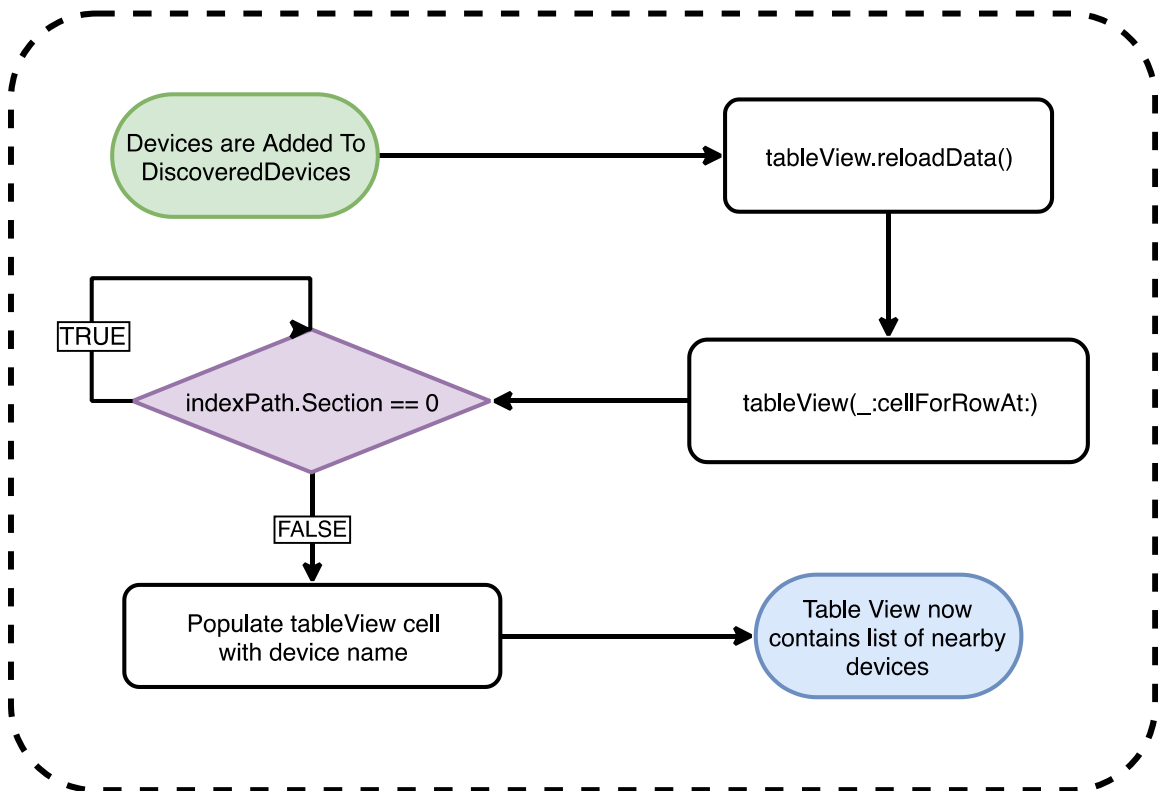 Devices are Added To
DiscoveredDevices
tableView.reloadData()
TRUE
indexPath.Section == 0
tableView(_:cellForRowAt:)
FALSE
Populate tableView cell
with device name
Table View now
contains list of nearby
devices